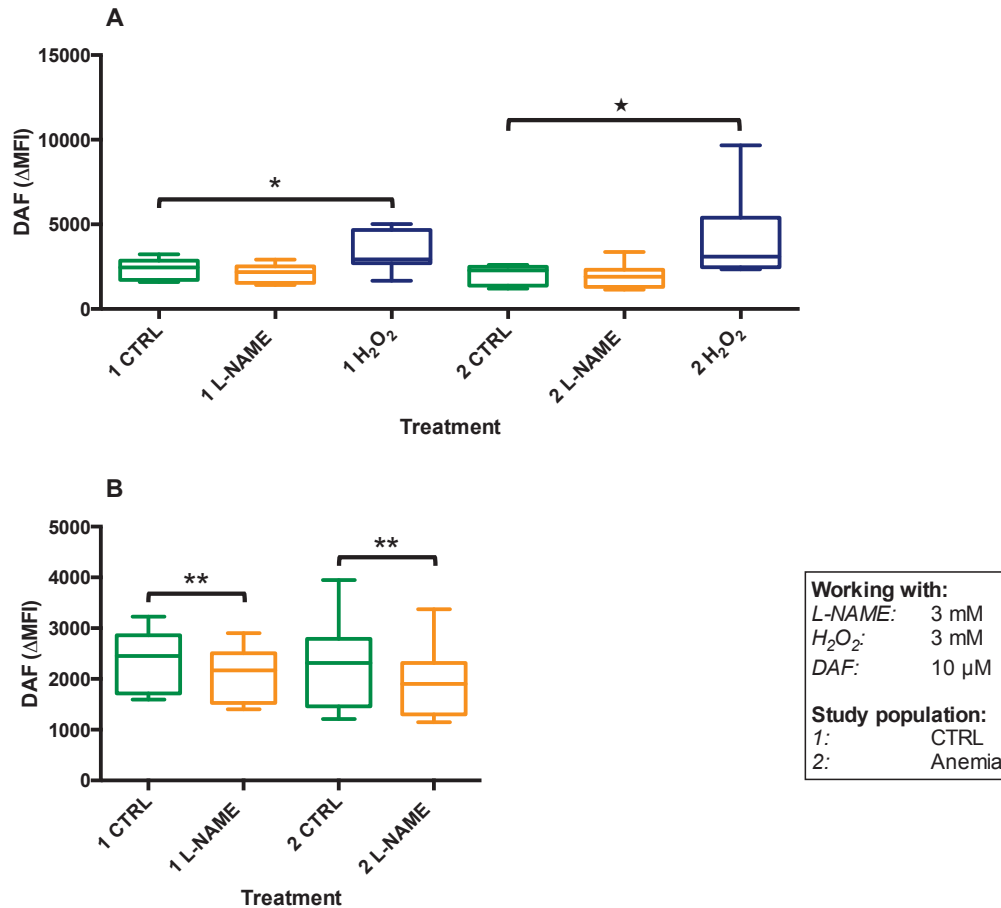 A
15000
10000
5000
0
DAF (ΔMFI)
★
*
1 CTRL
1 L-NAME
1 H₂O₂
2 CTRL
2 L-NAME
2 H₂O₂
Treatment
B
5000
4000
3000
2000
1000
0
DAF (ΔMFI)
**
**
1 CTRL
1 L-NAME
2 CTRL
2 L-NAME
Treatment
Working with:
L-NAME: 3 mM
H₂O₂: 3 mM
DAF: 10 µM
Study population:
1: CTRL
2: Anemia